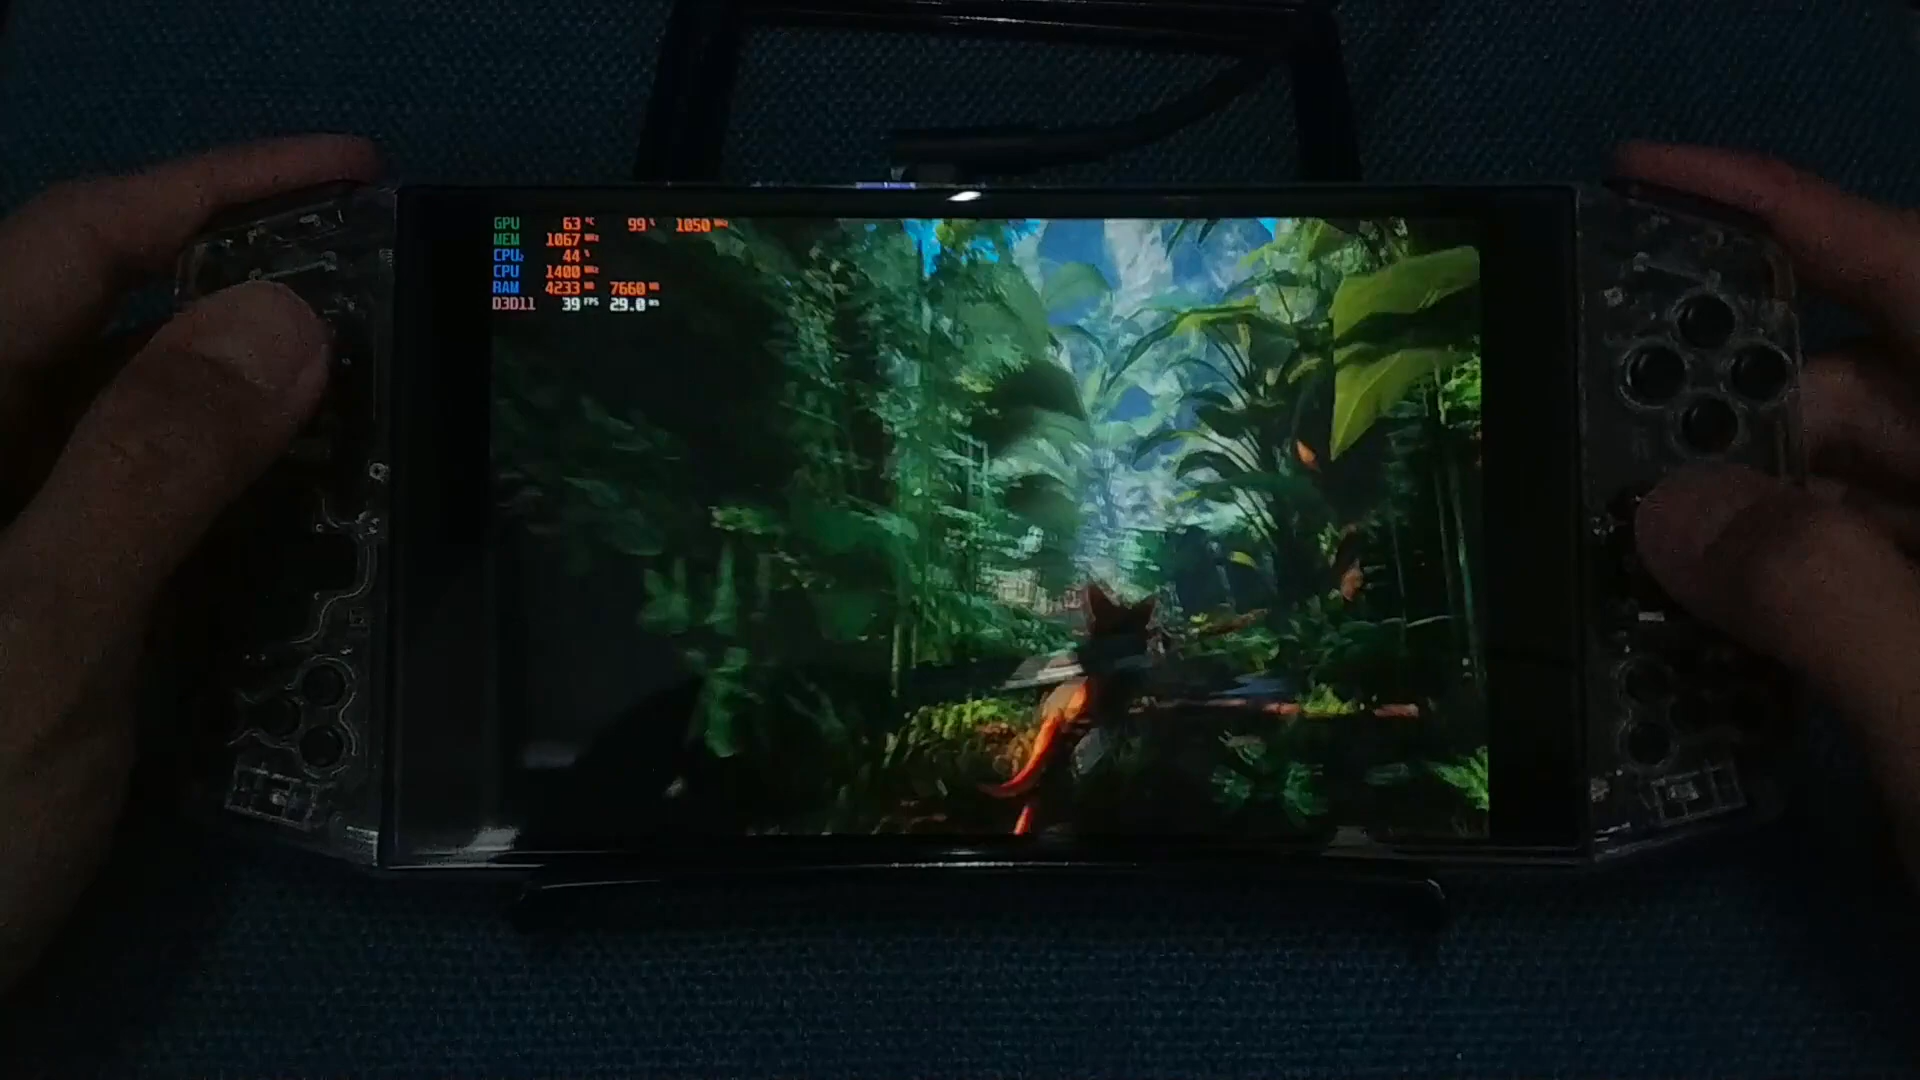 GPU 63 °C 99 % 1050 MHz
MEM 1067 MHz
CPU2 44 %
CPU 1400 MHz
RAM 4233 MB 7660 MB
D3D11 39 FPS 29.0 ms